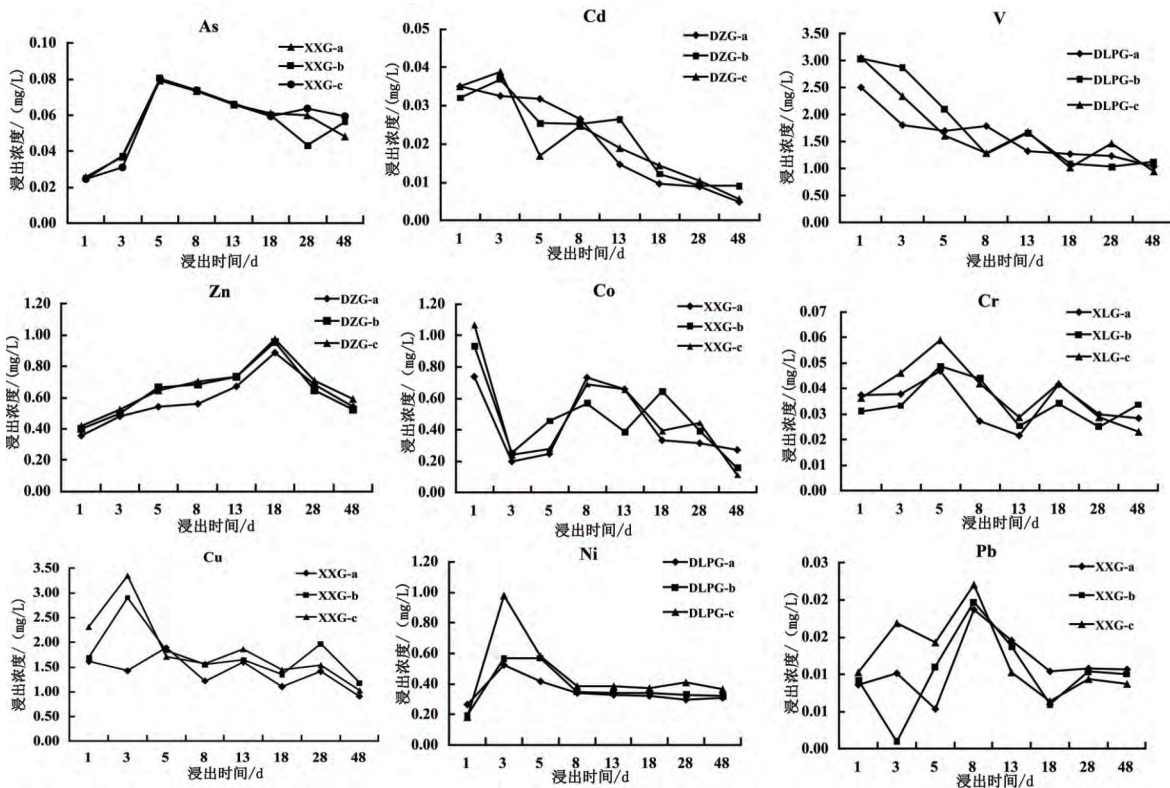 As
0.10
0.08
0.06
0.04
0.02
0.00
浸出浓度/（mg/L）
XXG-a
XXG-b
XXG-c
1 3 5 8 13 18 28 48
浸出时间/d
Cd
0.05
0.04
0.03
0.02
0.01
0.00
浸出浓度/(mg/L)
DZG-a
DZG-b
DZG-c
1 3 5 8 13 18 28 48
浸出时间/d
V
3.50
3.00
2.50
2.00
1.50
1.00
0.50
0.00
浸出浓度/(mg/L)
DLPG-a
DLPG-b
DLPG-c
1 3 5 8 13 18 28 48
浸出时间/d
Zn
1.20
1.00
0.80
0.60
0.40
0.20
0.00
浸出浓度/(mg/L)
DZG-a
DZG-b
DZG-c
1 3 5 8 13 18 28 48
浸出时间/d
Co
1.20
1.00
0.80
0.60
0.40
0.20
0.00
浸出浓度/(mg/L)
XXG-a
XXG-b
XXG-c
1 3 5 8 13 18 28 48
浸出时间/d
Cr
0.07
0.06
0.05
0.04
0.03
0.02
0.01
0.00
浸出浓度/(mg/L)
XLG-a
XLG-b
XLG-c
1 3 5 8 13 18 28 48
浸出时间/d
Cu
3.50
3.00
2.50
2.00
1.50
1.00
0.50
0.00
浸出浓度/（mg/L）
XXG-a
XXG-b
XXG-c
1 3 5 8 13 18 28 48
浸出时间/d
Ni
1.20
1.00
0.80
0.60
0.40
0.20
0.00
浸出浓度/（mg/L）
DLPG-a
DLPG-b
DLPG-c
1 3 5 8 13 18 28 48
浸出时间/d
Pb
0.03
0.02
0.02
0.01
0.01
0.00
浸出浓度/（mg/L）
XXG-a
XXG-b
XXG-c
1 3 5 8 13 18 28 48
浸出时间/d